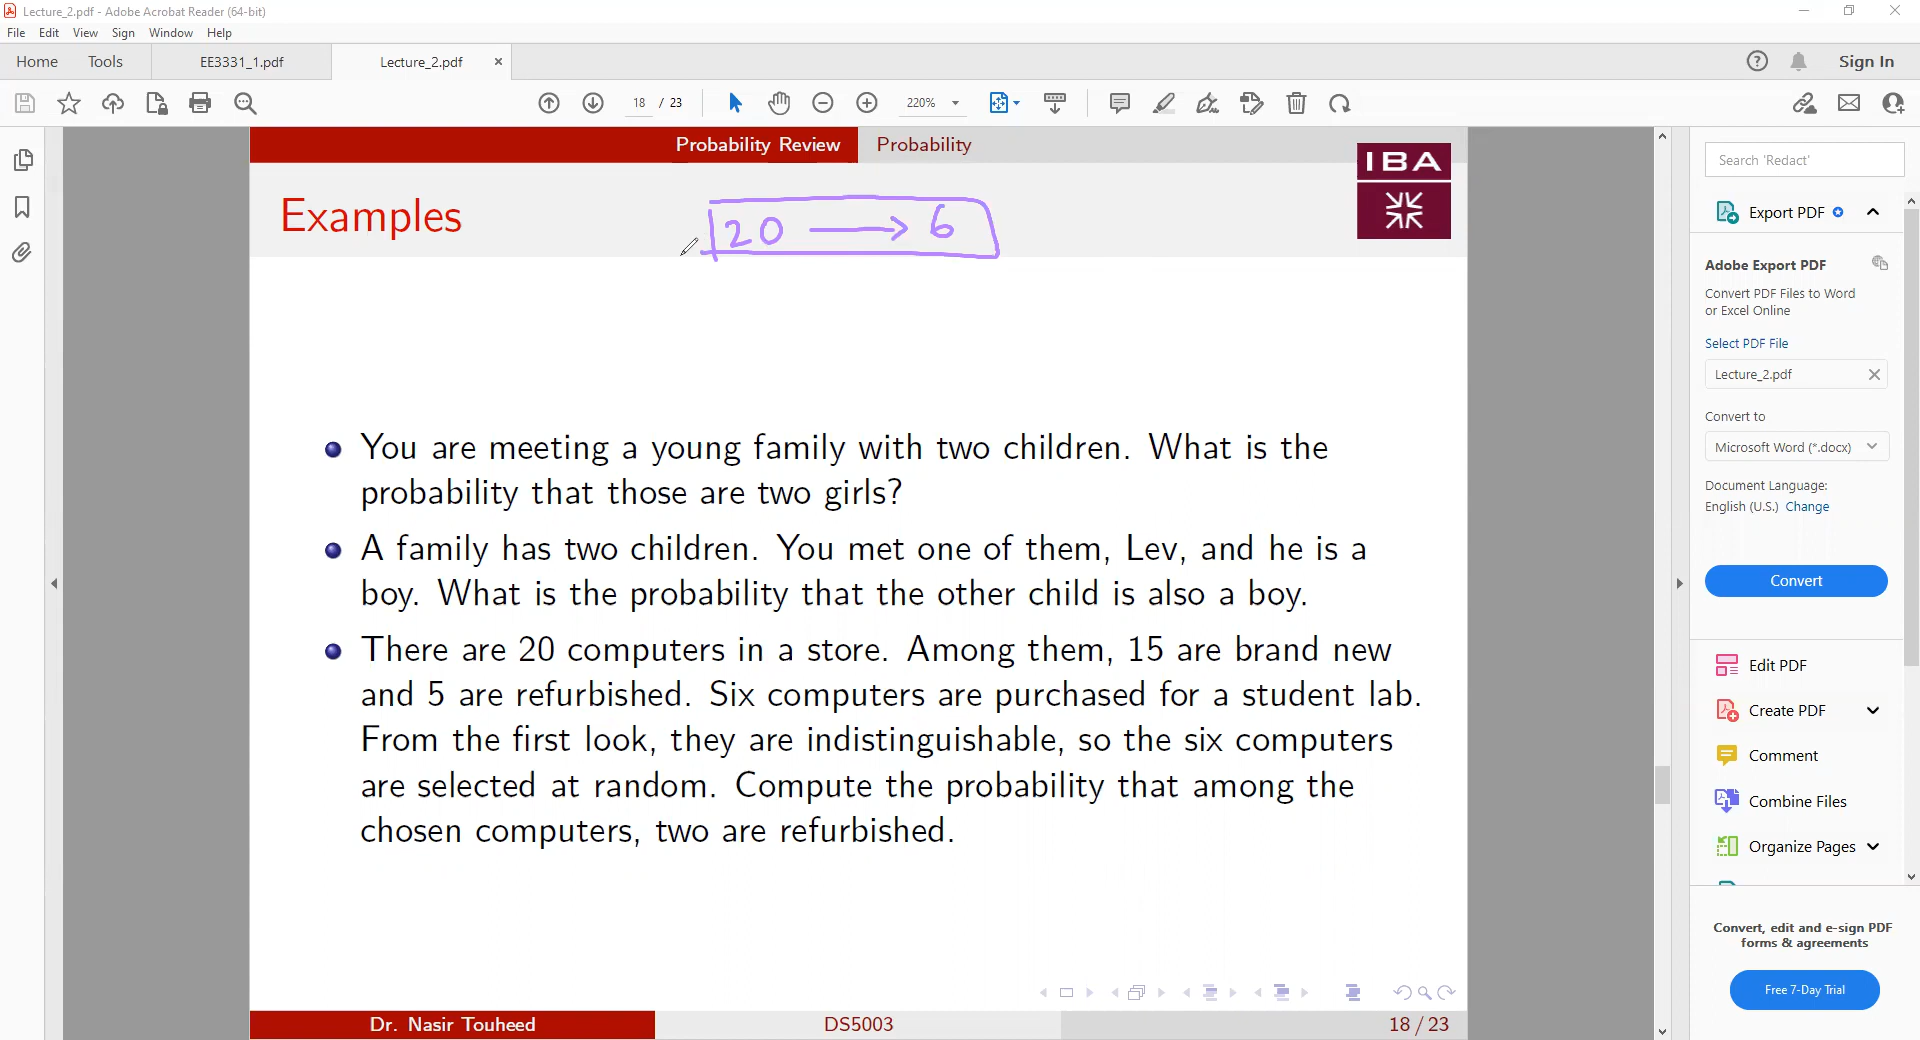 Lecture_2.pdf - Adobe Acrobat Reader (64-bit)
File Edit View Sign Window Help
Home Tools EE3331_1.pdf Lecture_2.pdf × ? Sign In
18 / 23 220%
Probability Review Probability
IBA
Examples
20 → 6
You are meeting a young family with two children. What is the
probability that those are two girls?
A family has two children. You met one of them, Lev, and he is a
boy. What is the probability that the other child is also a boy.
There are 20 computers in a store. Among them, 15 are brand new
and 5 are refurbished. Six computers are purchased for a student lab.
From the first look, they are indistinguishable, so the six computers
are selected at random. Compute the probability that among the
chosen computers, two are refurbished.
Dr. Nasir Touheed DS5003 18 / 23
Search 'Redact'
Export PDF
Adobe Export PDF
Convert PDF Files to Word
or Excel Online
Select PDF File
Lecture_2.pdf
Convert to
Microsoft Word (*.docx)
Document Language:
English (U.S.) Change
Convert
Edit PDF
Create PDF
Comment
Combine Files
Organize Pages
Convert, edit and e-sign PDF
forms & agreements
Free 7-Day Trial